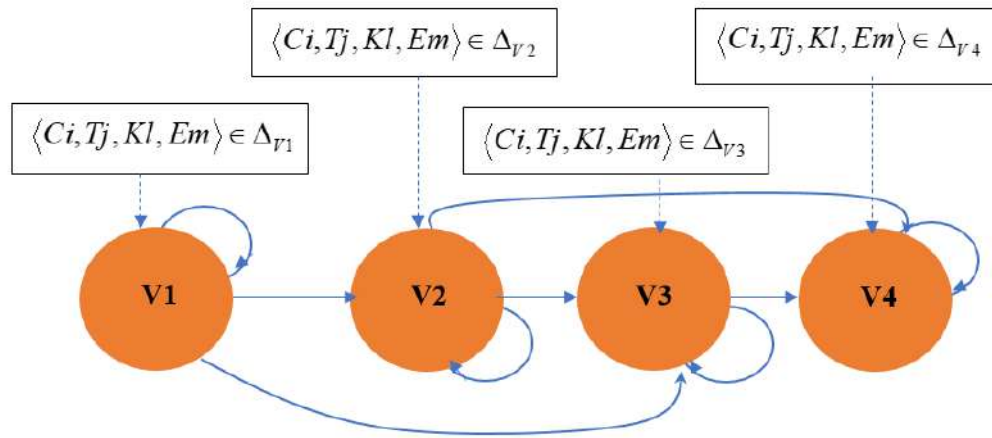 ⟨Ci,Tj,Kl,Em⟩∈Δ_{V2}
⟨Ci,Tj,Kl,Em⟩∈Δ_{V4}
⟨Ci,Tj,Kl,Em⟩∈Δ_{V1}
⟨Ci,Tj,Kl,Em⟩∈Δ_{V3}
V1
V2
V3
V4